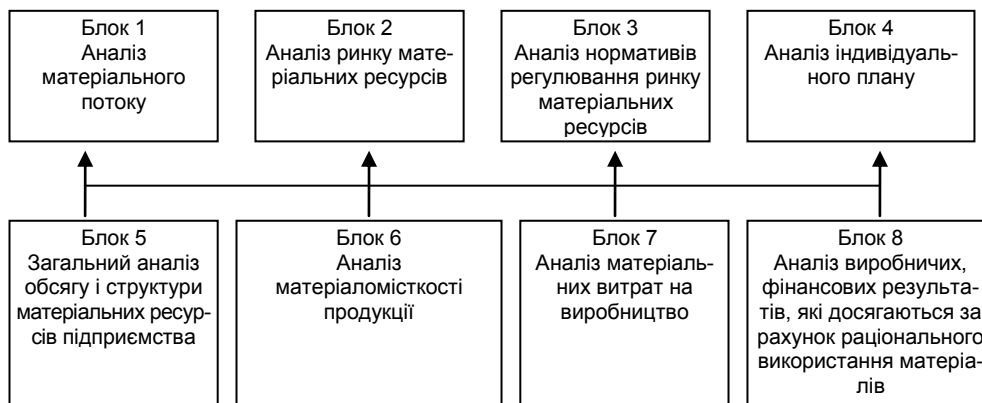 Блок 1
Аналіз
матеріального
потоку
Блок 2
Аналіз ринку мате-
ріальних ресурсів
Блок 3
Аналіз нормативів
регулювання ринку
матеріальних
ресурсів
Блок 4
Аналіз індивідуаль-
ного плану
Блок 5
Загальний аналіз
обсягу і структури
матеріальних ресур-
сів підприємства
Блок 6
Аналіз
матеріаломісткості
продукції
Блок 7
Аналіз матеріаль-
них витрат на
виробництво
Блок 8
Аналіз виробничих,
фінансових результа-
тів, які досягаються за
рахунок раціонального
використання матеріа-
лів